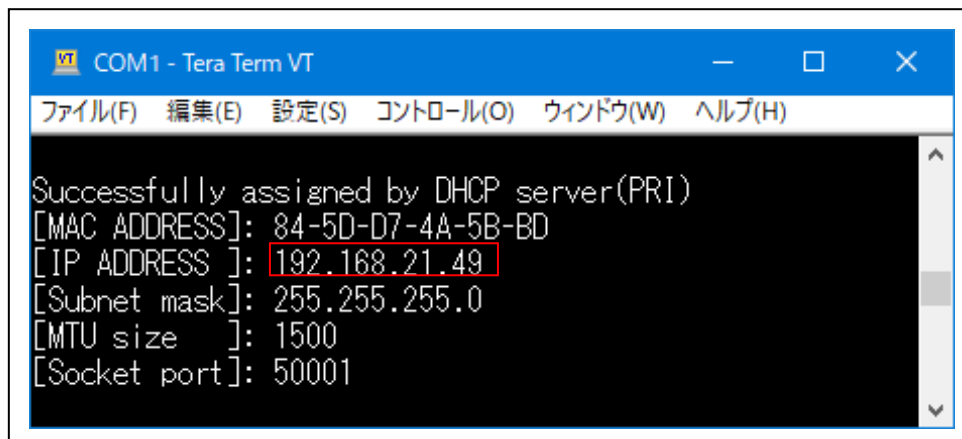 COM1 - Tera Term VT
ファイル(F) 編集(E) 設定(S) コントロール(O) ウィンドウ(W) ヘルプ(H)
Successfully assigned by DHCP server(PRI)
[MAC ADDRESS]: 84-5D-D7-4A-5B-BD
[IP ADDRESS ]: 192.168.21.49
[Subnet mask]: 255.255.255.0
[MTU size   ]: 1500
[Socket port]: 50001